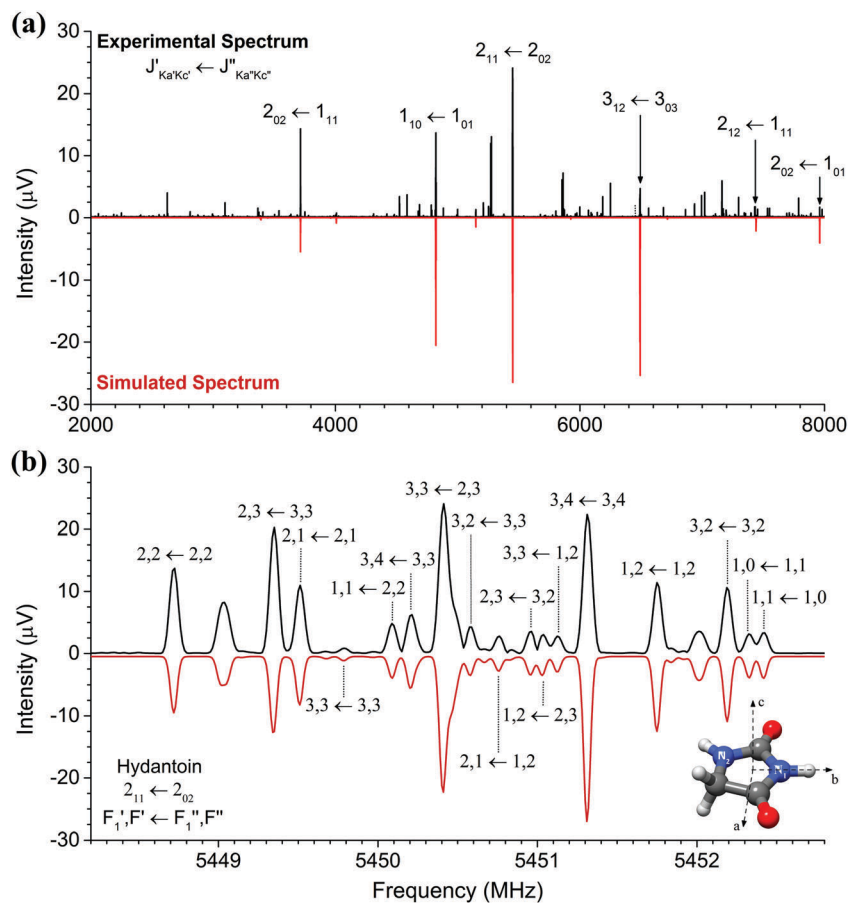 (a)
30
20
10
0
-10
-20
-30
Intensity (µV)
Experimental Spectrum
J'Ka'Kc' ← J"Ka"Kc"
2₀₂ ← 1₁₁
1₁₀ ← 1₀₁
2₁₁ ← 2₀₂
3₁₂ ← 3₀₃
2₁₂ ← 1₁₁
2₀₂ ← 1₀₁
Simulated Spectrum
2000 4000 6000 8000
(b)
30
20
10
0
-10
-20
-30
Intensity (µV)
2,2 ← 2,2
2,3 ← 3,3
2,1 ← 2,1
1,1 ← 2,2
3,4 ← 3,3
3,3 ← 2,3
3,2 ← 3,3
2,3 ← 3,2
3,3 ← 1,2
3,4 ← 3,4
1,2 ← 1,2
3,2 ← 3,2
1,0 ← 1,1
1,1 ← 1,0
3,3 ← 3,3
2,1 ← 1,2
1,2 ← 2,3
Hydantoin
2₁₁ ← 2₀₂
F₁',F' ← F₁",F"
c
N₂
N₁
b
a
5449 5450 5451 5452
Frequency (MHz)